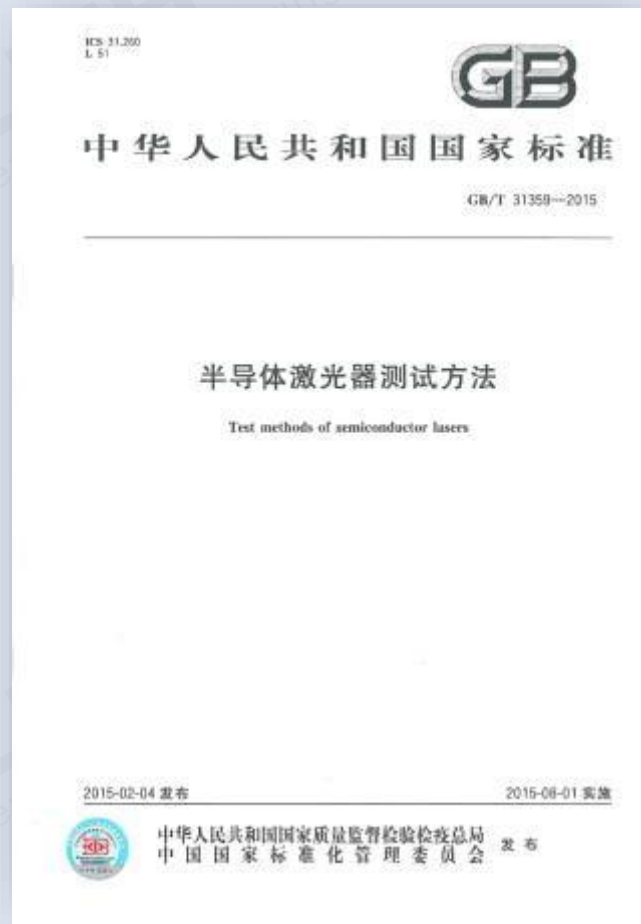 ICS 31.260
L 51
GB
中华人民共和国国家标准
GB/T 31359—2015
半导体激光器测试方法
Test methods of semiconductor lasers
2015-02-04 发布
2015-08-01 实施
中华人民共和国国家质量监督检验检疫总局
中国国家标准化管理委员会
发布